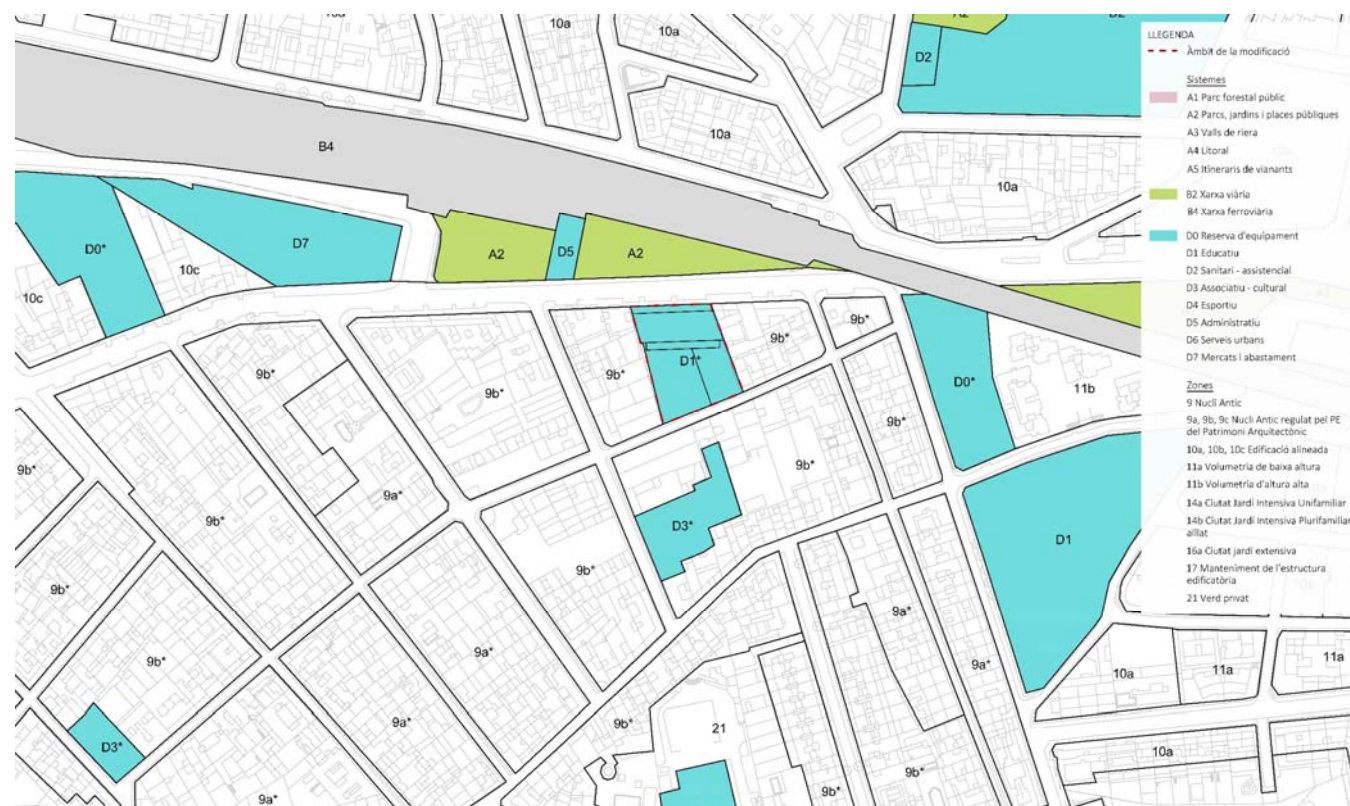 10a
10a
10a
A2
D2
D2
B4
10a
10a
D0*
10c
10c
D7
A2
D5
A2
9b*
9b*
9b*
D1*
9b*
9b*
D0*
11b
9b*
9a*
9b*
9b*
9b*
9b*
D3*
9b*
9b*
D1
9b*
9a*
9a*
9a*
9b*
D3*
9a*
9a*
9b*
21
9b*
9b*
10a
11a
11a
10a
LLEGENDA
Àmbit de la modificació
Sistemes
A1 Parc forestal públic
A2 Parcs, jardins i places públiques
A3 Valls de riera
A4 Litoral
A5 Itineraris de vianants
B2 Xarxa viària
B4 Xarxa ferroviària
D0 Reserva d'equipament
D1 Educatiu
D2 Sanitari - assistencial
D3 Associatiu - cultural
D4 Esportiu
D5 Administratiu
D6 Serveis urbans
D7 Mercats i abastament
Zones
9 Nucli Antic
9a, 9b, 9c Nucli Antic regulat pel PE
del Patrimoni Arquitectònic
10a, 10b, 10c Edificació alineada
11a Volumetria de baixa altura
11b Volumetria d'altura alta
14a Ciutat Jardí Intensiva Unifamiliar
14b Ciutat Jardí Intensiva Plurifamiliar
aïllat
16a Ciutat jardí extensiva
17 Manteniment de l'estructura
edificatòria
21 Verd privat